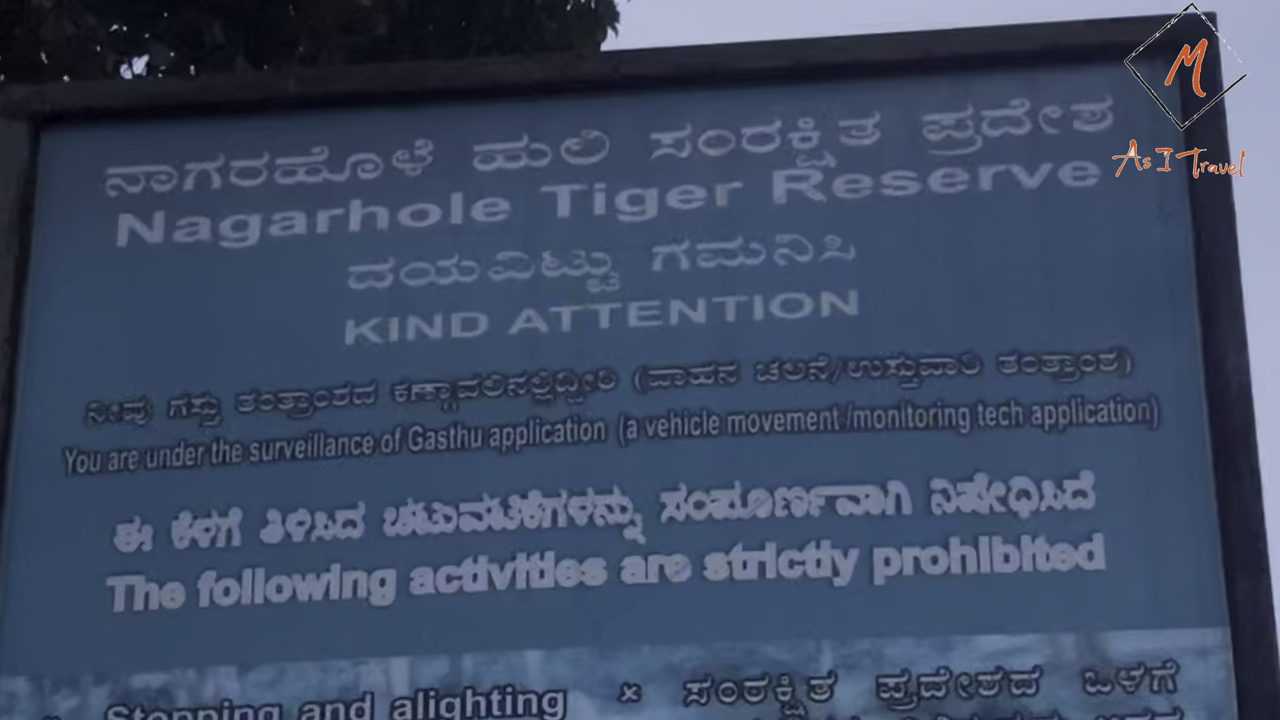 M
As I Travel
ನಾಗರಹೊಳೆ ಹುಲಿ ಸಂರಕ್ಷಿತ ಪ್ರದೇಶ
Nagarhole Tiger Reserve
ದಯವಿಟ್ಟು ಗಮನಿಸಿ
KIND ATTENTION
ನೀವು ಗಸ್ತು ತಂತ್ರಾಂಶದ ಕಣ್ಗಾವಲಿನಲ್ಲಿದ್ದೀರಿ (ವಾಹನ ಚಲನೆ/ಉಸ್ತುವಾರಿ ತಂತ್ರಾಂಶ)
You are under the surveillance of Gasthu application (a vehicle movement /monitoring tech application)
ಈ ಕೆಳಗೆ ತಿಳಿಸಿದ ಚಟುವಟಿಕೆಗಳನ್ನು ಸಂಪೂರ್ಣವಾಗಿ ನಿಷೇಧಿಸಿದೆ
The following activities are strictly prohibited
Stopping and alighting
× ಸಂರಕ್ಷಿತ ಪ್ರದೇಶದ ಒಳಗೆ